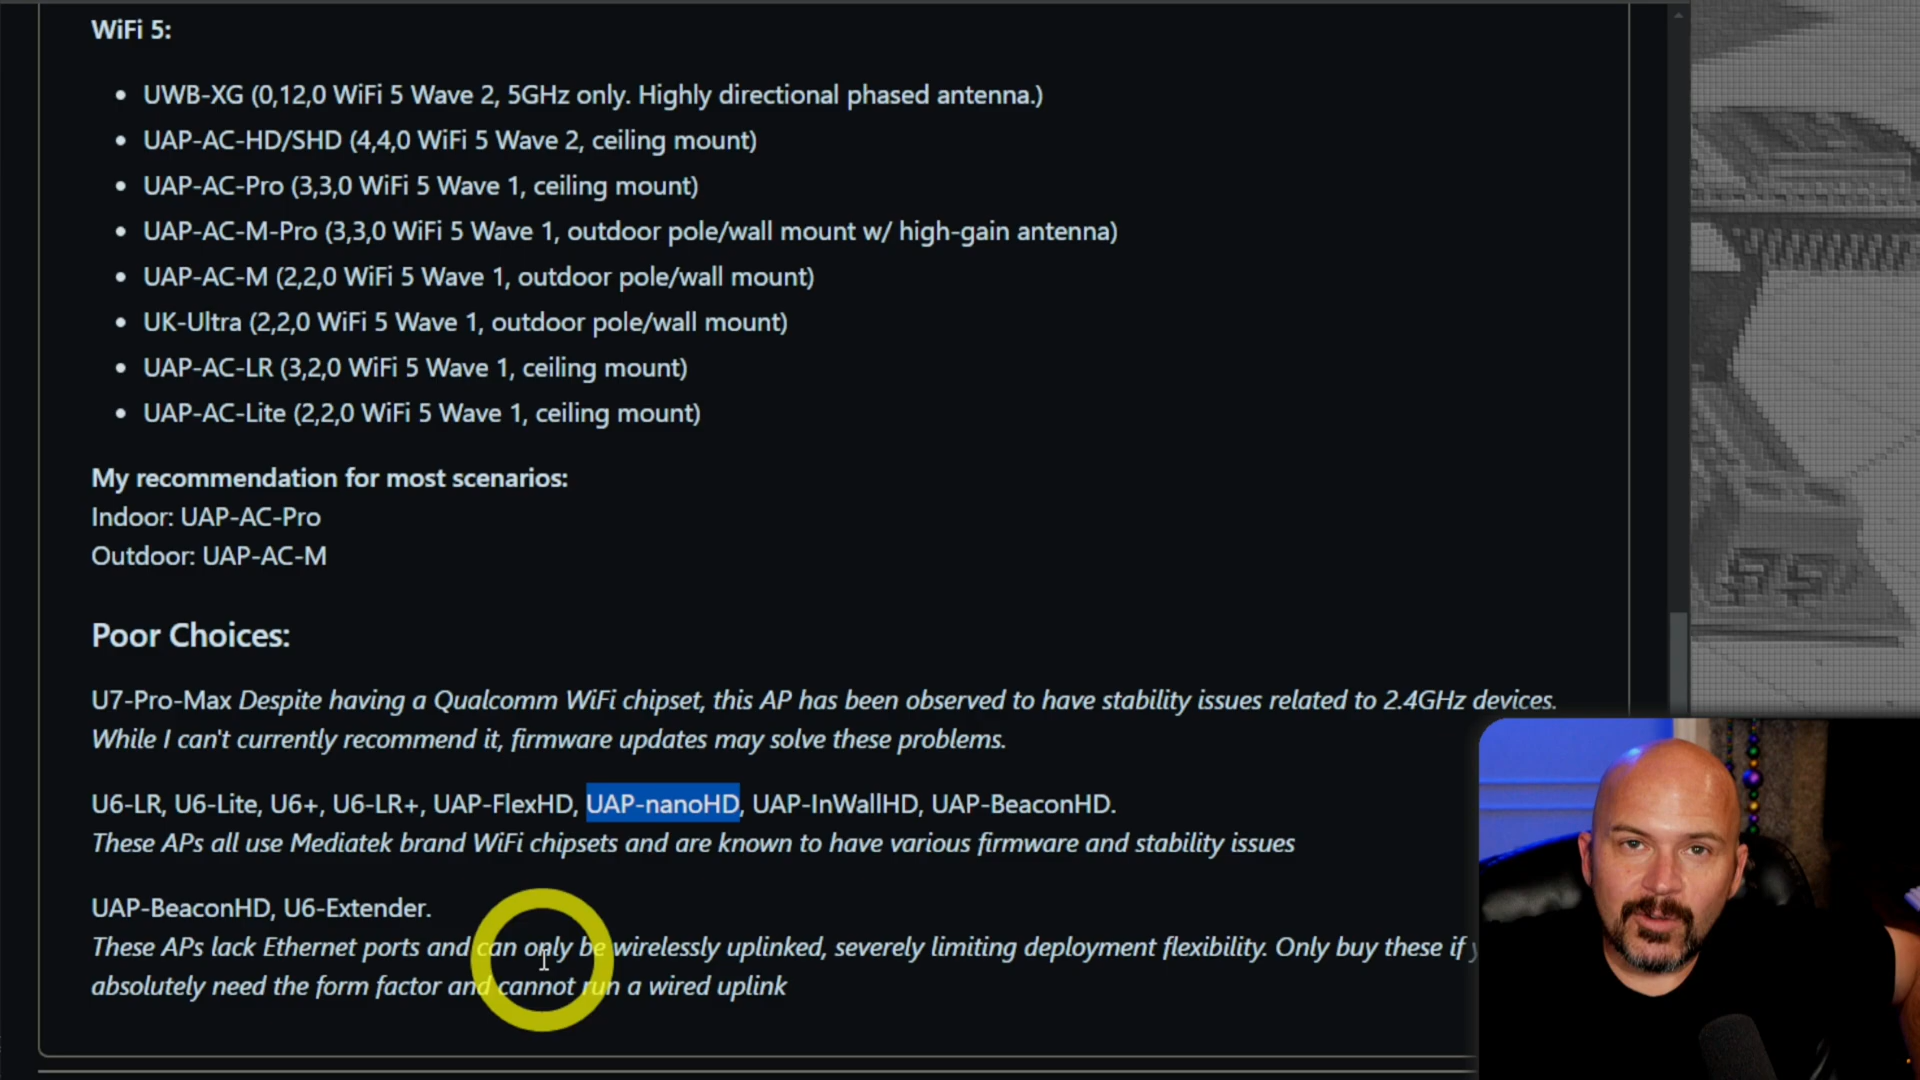 WiFi 5:
UWB-XG (0,12,0 WiFi 5 Wave 2, 5GHz only. Highly directional phased antenna.)
UAP-AC-HD/SHD (4,4,0 WiFi 5 Wave 2, ceiling mount)
UAP-AC-Pro (3,3,0 WiFi 5 Wave 1, ceiling mount)
UAP-AC-M-Pro (3,3,0 WiFi 5 Wave 1, outdoor pole/wall mount w/ high-gain antenna)
UAP-AC-M (2,2,0 WiFi 5 Wave 1, outdoor pole/wall mount)
UK-Ultra (2,2,0 WiFi 5 Wave 1, outdoor pole/wall mount)
UAP-AC-LR (3,2,0 WiFi 5 Wave 1, ceiling mount)
UAP-AC-Lite (2,2,0 WiFi 5 Wave 1, ceiling mount)
My recommendation for most scenarios:
Indoor: UAP-AC-Pro
Outdoor: UAP-AC-M
Poor Choices:
U7-Pro-Max Despite having a Qualcomm WiFi chipset, this AP has been observed to have stability issues related to 2.4GHz devices.
While I can't currently recommend it, firmware updates may solve these problems.
U6-LR, U6-Lite, U6+, U6-LR+, UAP-FlexHD, UAP-nanoHD, UAP-InWallHD, UAP-BeaconHD.
These APs all use Mediatek brand WiFi chipsets and are known to have various firmware and stability issues
UAP-BeaconHD, U6-Extender.
These APs lack Ethernet ports and can only be wirelessly uplinked, severely limiting deployment flexibility. Only buy these if
absolutely need the form factor and cannot run a wired uplink